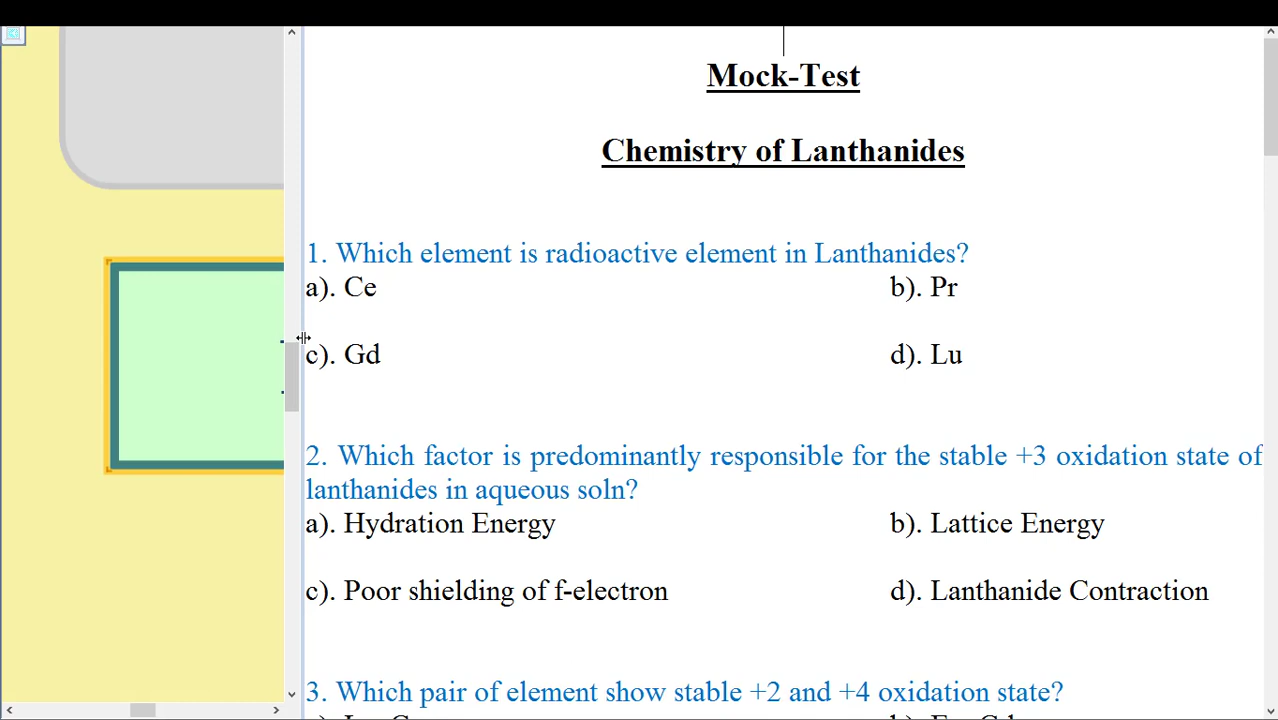 Mock-Test
Chemistry of Lanthanides
1. Which element is radioactive element in Lanthanides?
a). Ce b). Pr
c). Gd d). Lu
2. Which factor is predominantly responsible for the stable +3 oxidation state of
lanthanides in aqueous soln?
a). Hydration Energy b). Lattice Energy
c). Poor shielding of f-electron d). Lanthanide Contraction
3. Which pair of element show stable +2 and +4 oxidation state?